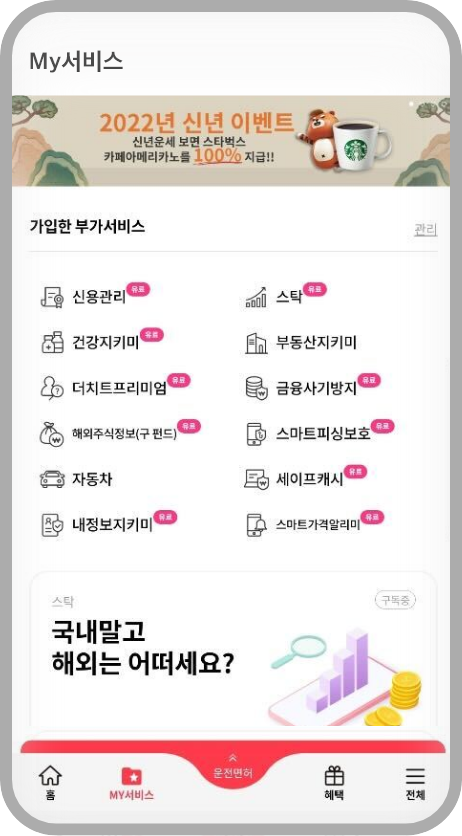 My서비스
2022년 신년 이벤트
신년운세 보면 스타벅스
카페아메리카노를 100% 지급!!
가입한 부가서비스
관리
신용관리 유료
스탁 유료
건강지키미 유료
부동산지키미
더치트프리미엄 유료
금융사기방지 유료
해외주식정보(구 펀드) 유료
스마트피싱보호 유료
자동차
세이프캐시 유료
내정보지키미 유료
스마트가격알리미 유료
스탁
구독중
국내말고
해외는 어떠세요?
운전면허
홈
MY서비스
혜택
전체